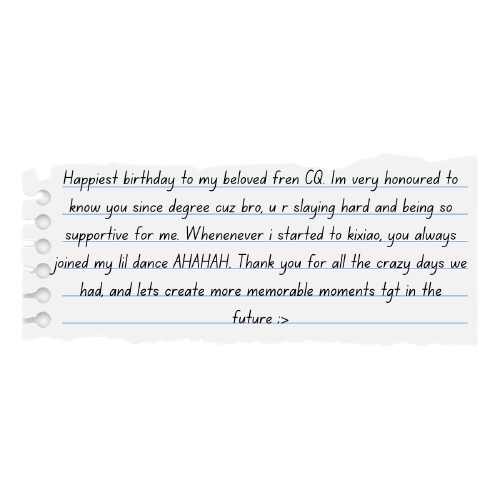 Happiest birthday to my beloved fren CQ. Im very honoured to
know you since degree cuz bro, u r slaying hard and being so
supportive for me. Whenenever i started to kixiao, you always
joined my lil dance AHAHAH. Thank you for all the crazy days we
had, and lets create more memorable moments tgt in the
future ;>